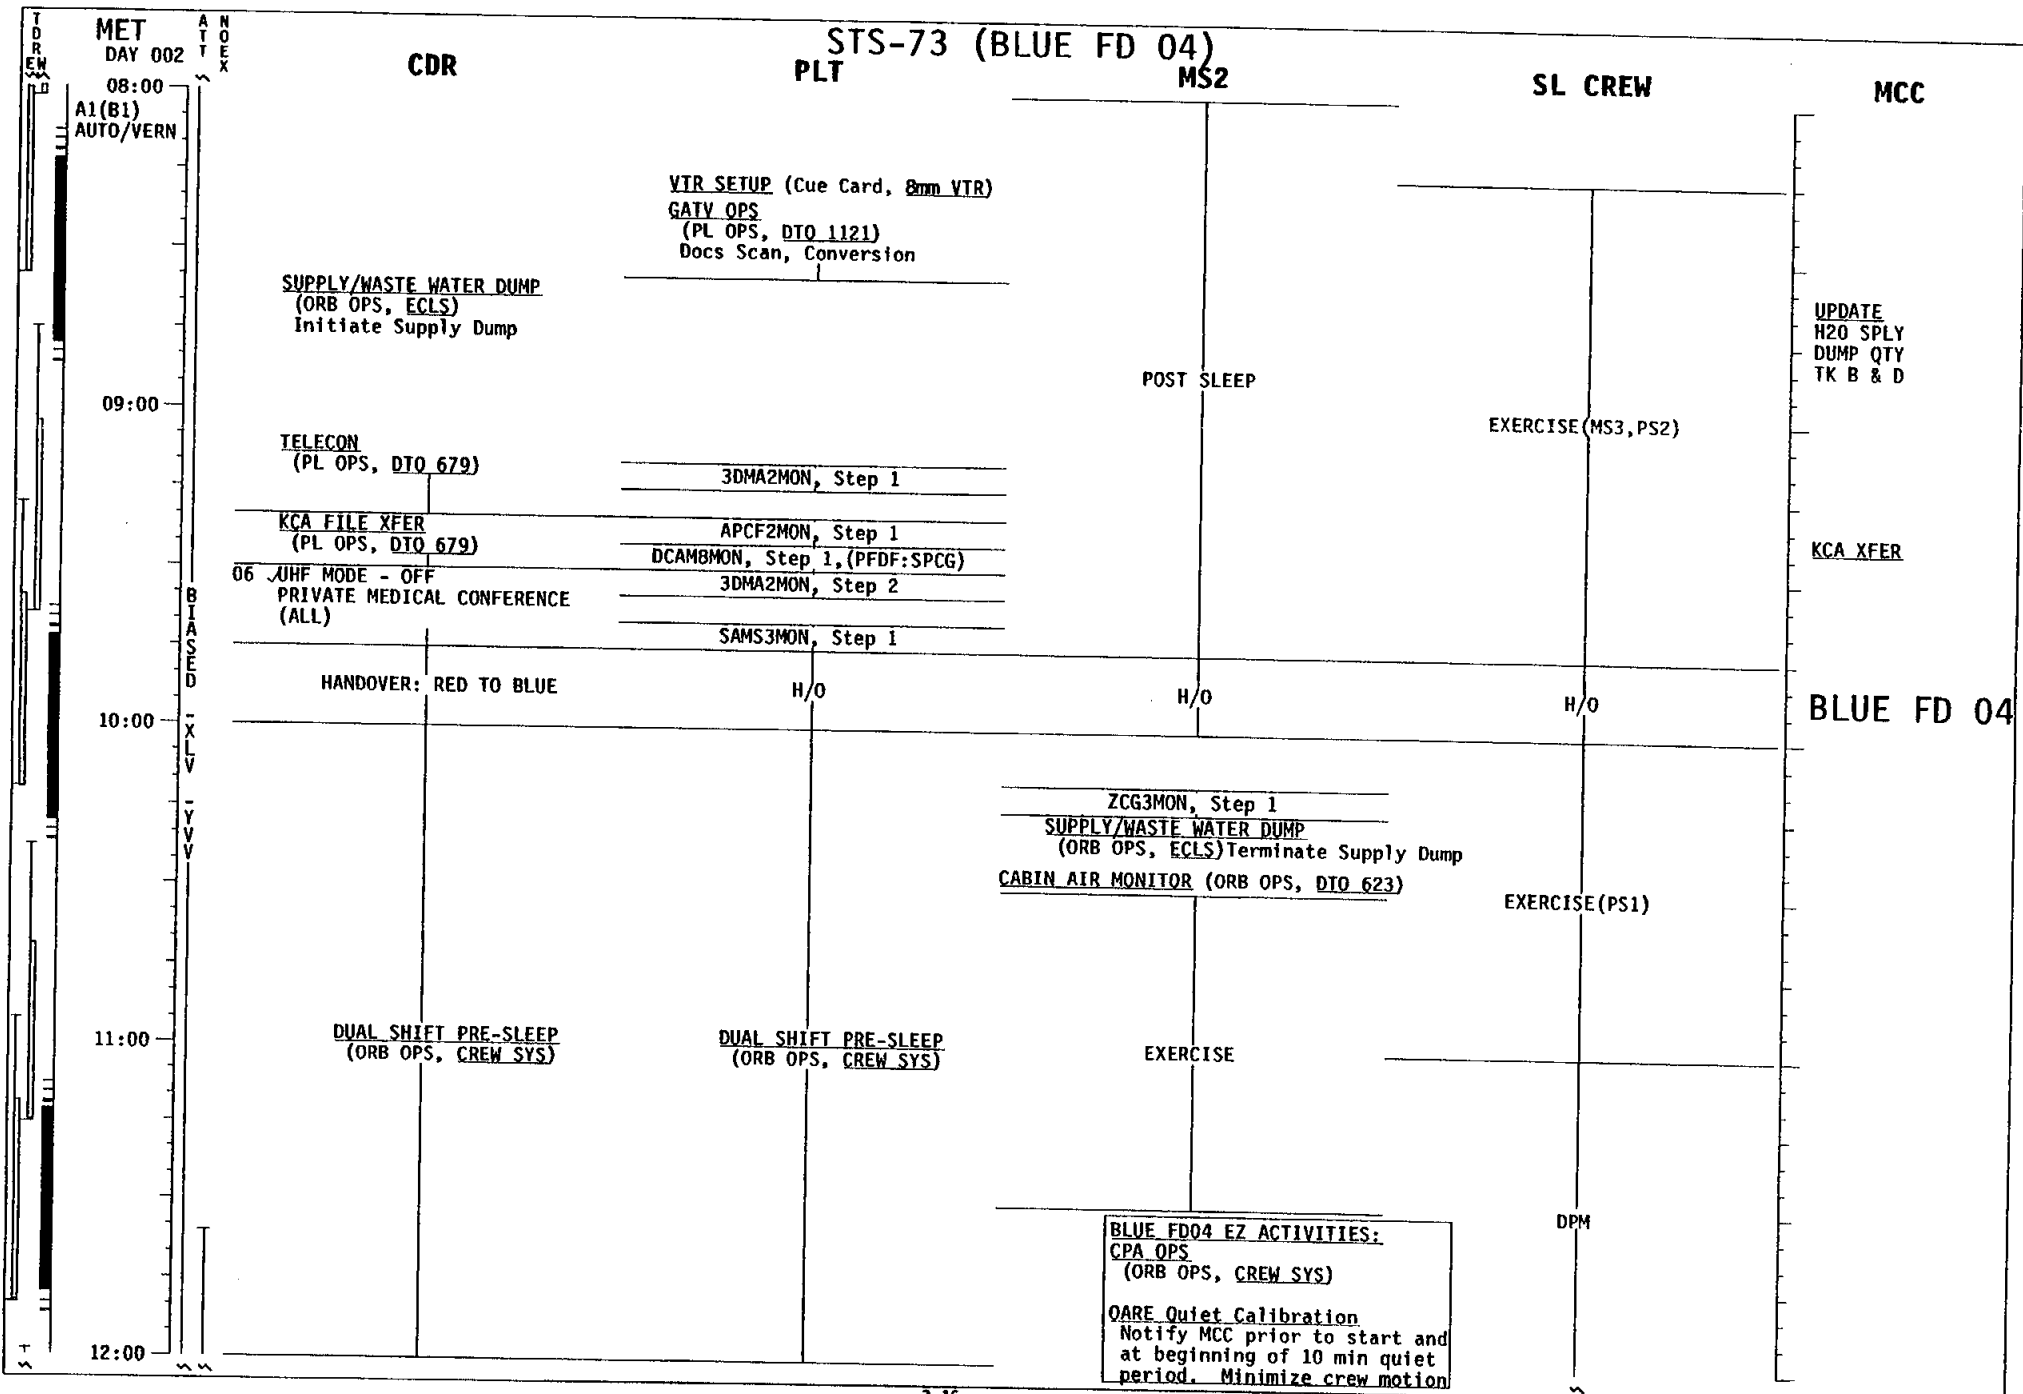 STS-73 (BLUE FD 04)
TDRS
E W
MET
DAY 002
ATT
NOEX
CDR
PLT
MS2
SL CREW
MCC
08:00
A1(B1)
AUTO/VERN
VTR SETUP (Cue Card, 8mm VTR)
GATV OPS
(PL OPS, DTO 1121)
Docs Scan, Conversion
SUPPLY/WASTE WATER DUMP
(ORB OPS, ECLS)
Initiate Supply Dump
UPDATE
H2O SPLY
DUMP QTY
TK B & D
POST SLEEP
09:00
EXERCISE(MS3,PS2)
TELECON
(PL OPS, DTO 679)
3DMA2MON, Step 1
KCA FILE XFER
(PL OPS, DTO 679)
APCF2MON, Step 1
DCAM8MON, Step 1,(PFDF:SPCG)
KCA XFER
06 ✓UHF MODE - OFF
PRIVATE MEDICAL CONFERENCE
(ALL)
3DMA2MON, Step 2
SAMS3MON, Step 1
BIASED -XLV -YVV
HANDOVER: RED TO BLUE
H/O
H/O
H/O
BLUE FD 04
10:00
ZCG3MON, Step 1
SUPPLY/WASTE WATER DUMP
(ORB OPS, ECLS)Terminate Supply Dump
CABIN AIR MONITOR (ORB OPS, DTO 623)
EXERCISE(PS1)
11:00
DUAL SHIFT PRE-SLEEP
(ORB OPS, CREW SYS)
DUAL SHIFT PRE-SLEEP
(ORB OPS, CREW SYS)
EXERCISE
DPM
BLUE FD04 EZ ACTIVITIES:
CPA OPS
(ORB OPS, CREW SYS)
OARE Quiet Calibration
Notify MCC prior to start and
at beginning of 10 min quiet
period. Minimize crew motion
12:00